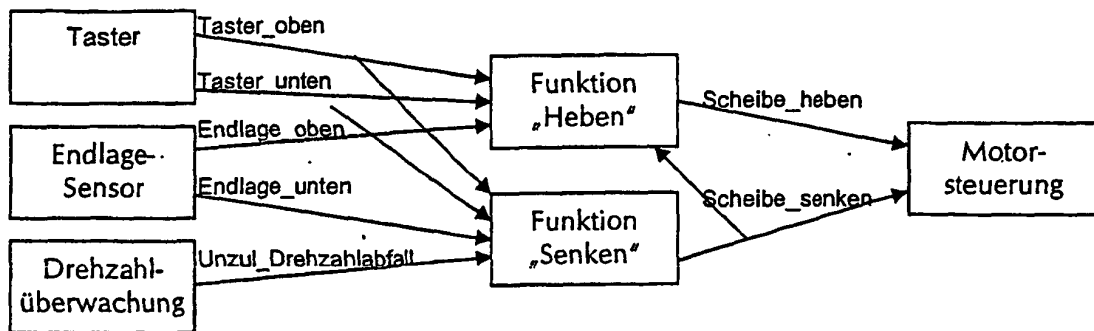 Taster
Taster_oben
Taster_unten
Endlage-
Sensor
Endlage_oben
Endlage_unten
Drehzahl-
überwachung
Unzul_Drehzahlabfall
Funktion
„Heben“
Funktion
„Senken“
Scheibe_heben
Scheibe_senken
Motor-
steuerung